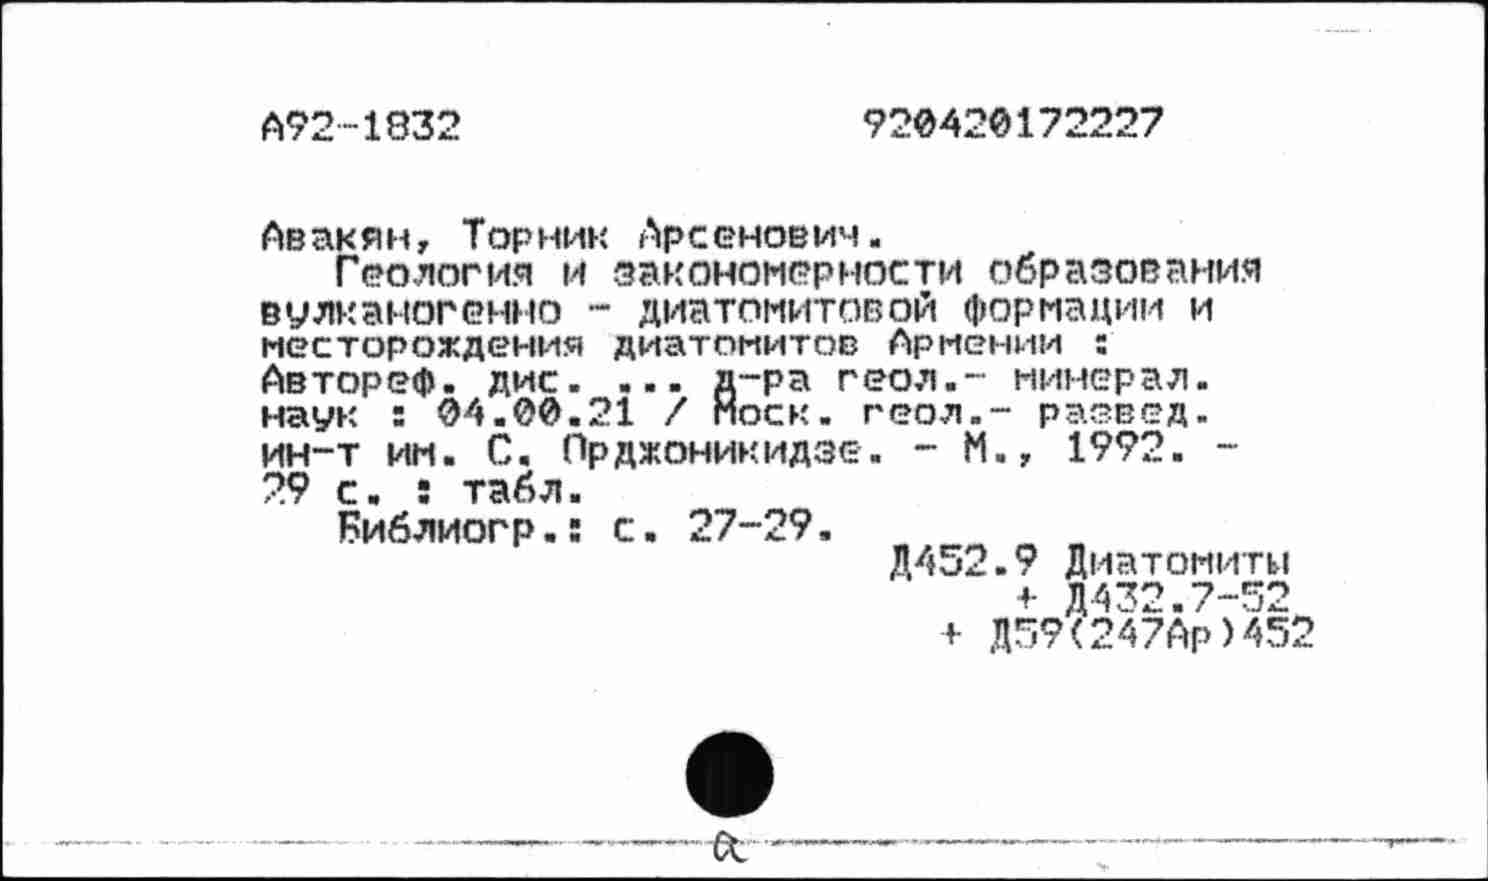 А92-1832 920420172227
Авакян, Торник Арсенович.
Геология и закономерности образования
вулканогенно - диатомитовой формации и
месторождения диатомитов Армении :
Автореф. дис. ... д-ра геол.- минерал.
наук : 04.00.21 / Моск. геол.- развед.
ин-т им. С. Орджоникидзе. - М., 1992. -
29 с. : табл.
Библиогр.: с. 27-29.
Д452.9 Диатомиты
+ Д432.7-52
+ Д59(247Ар)452
а